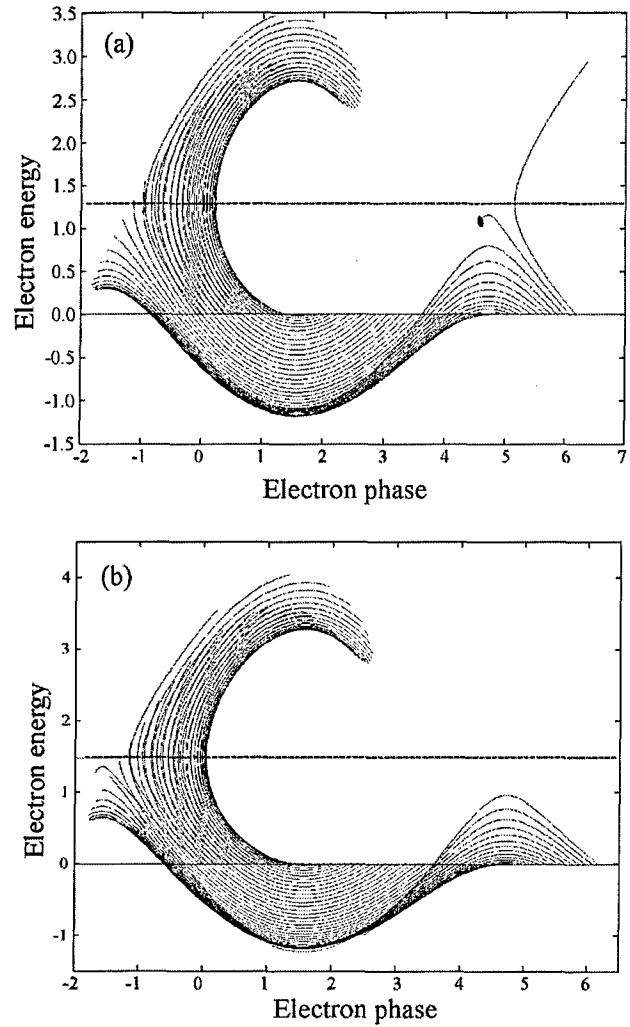 (a)
3.5
3.0
2.5
2.0
1.5
1.0
0.5
0.0
-0.5
-1.0
-1.5
Electron energy
-2 -1 0 1 2 3 4 5 6 7
Electron phase
(b)
4
3
2
1
0
-1
Electron energy
-2 -1 0 1 2 3 4 5 6
Electron phase